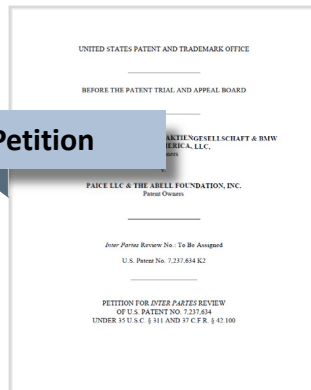 UNITED STATES PATENT AND TRADEMARK OFFICE
BEFORE THE PATENT TRIAL AND APPEAL BOARD
Petition
AKTIENGESELLSCHAFT & BMW
ERICA, LLC,
ners
PAICE LLC & THE ABELL FOUNDATION, INC.
Patent Owners
Inter Partes Review No.: To Be Assigned
U.S. Patent No. 7,237,634 K2
PETITION FOR INTER PARTES REVIEW
OF U.S. PATENT NO. 7,237,634
UNDER 35 U.S.C. § 311 AND 37 C.F.R. § 42.100